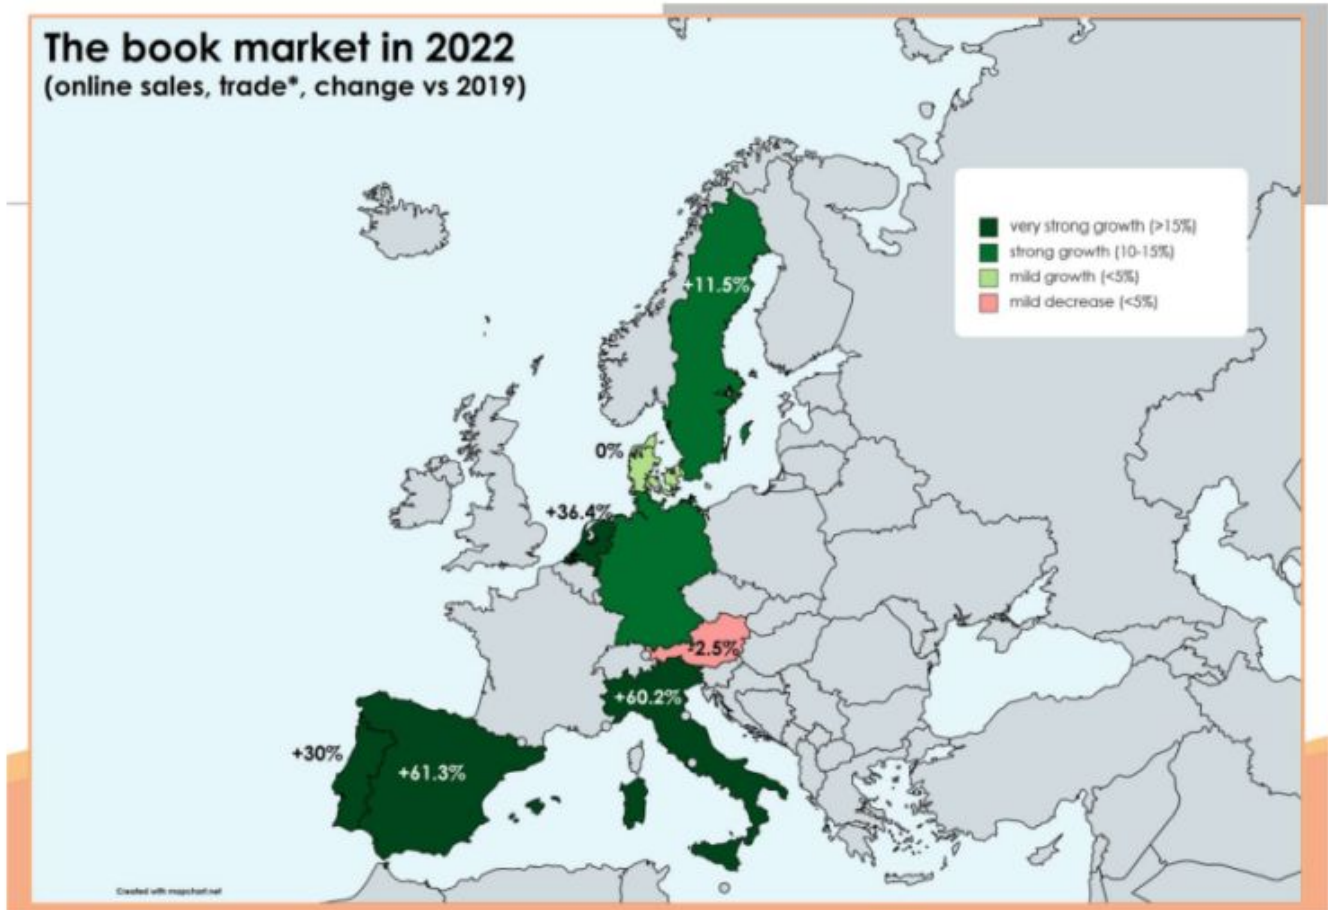 The book market in 2022
(online sales, trade*, change vs 2019)
very strong growth (>15%)
strong growth (10-15%)
mild growth (<5%)
mild decrease (<5%)
+11.5%
0%
+36.4%
-2.5%
+60.2%
+30%
+61.3%
Created with mapchart.net